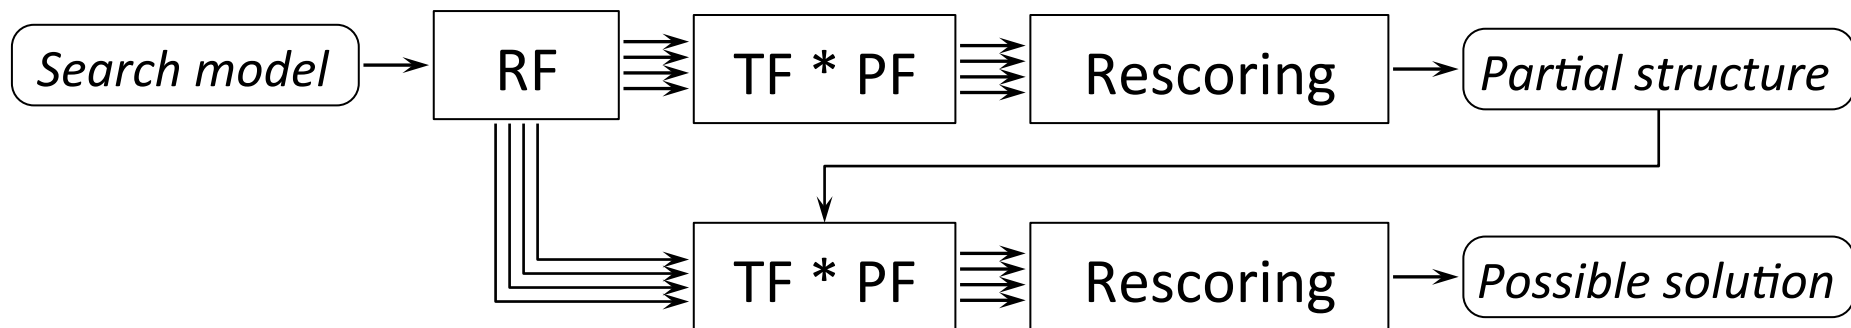 Search model
RF
TF * PF
Rescoring
Partial structure
TF * PF
Rescoring
Possible solution